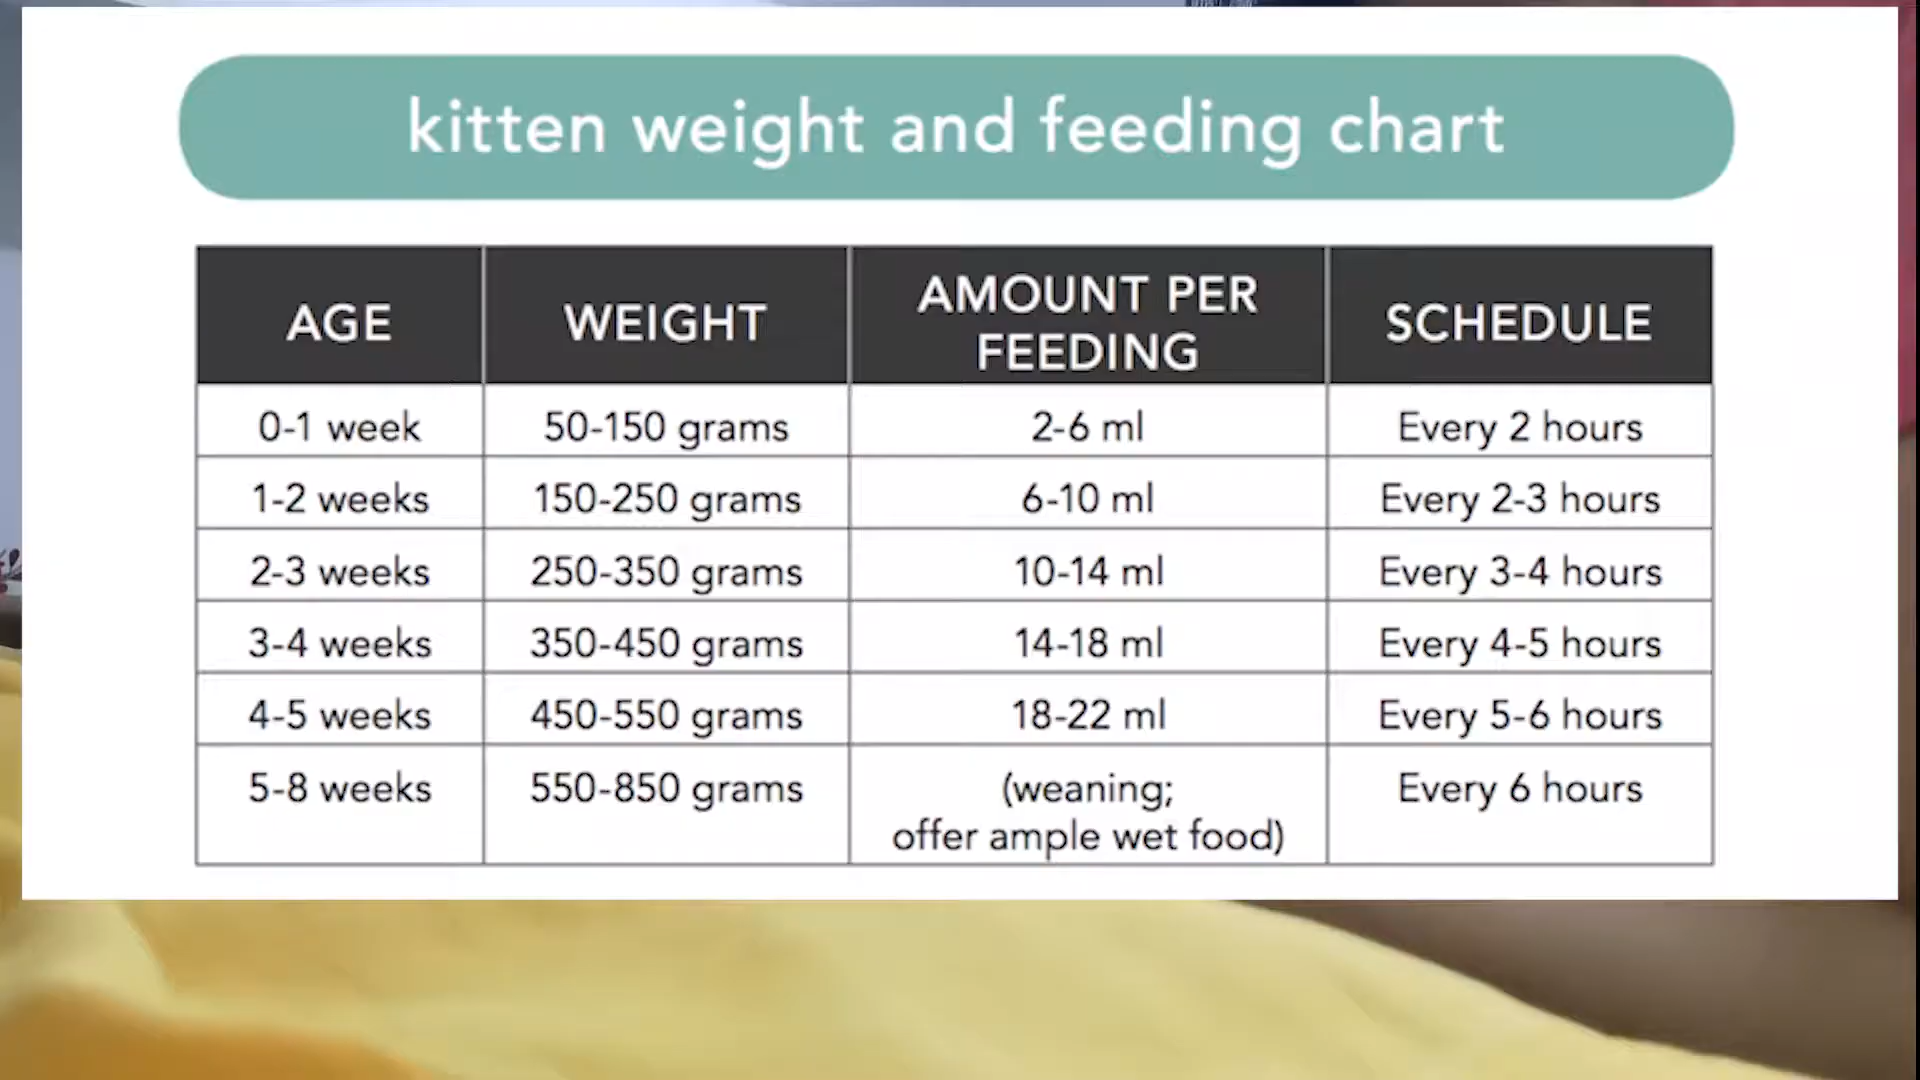 kitten weight and feeding chart
AGE WEIGHT AMOUNT PER FEEDING SCHEDULE
0-1 week 50-150 grams 2-6 ml Every 2 hours
1-2 weeks 150-250 grams 6-10 ml Every 2-3 hours
2-3 weeks 250-350 grams 10-14 ml Every 3-4 hours
3-4 weeks 350-450 grams 14-18 ml Every 4-5 hours
4-5 weeks 450-550 grams 18-22 ml Every 5-6 hours
5-8 weeks 550-850 grams (weaning; offer ample wet food) Every 6 hours